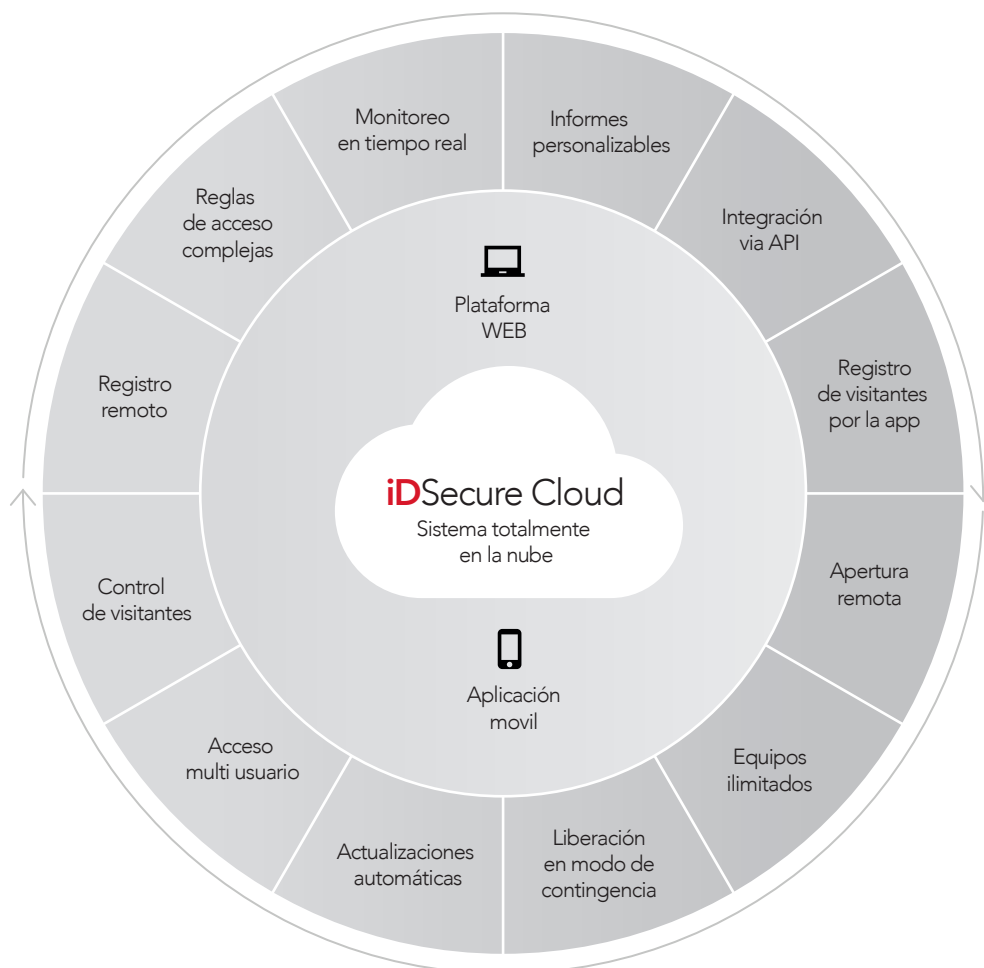 Monitoreo
en tiempo real
Informes
personalizables
Integración
via API
Registro
de visitantes
por la app
Apertura
remota
Equipos
ilimitados
Liberación
en modo de
contingencia
Actualizaciones
automáticas
Acceso
multi usuario
Control
de visitantes
Registro
remoto
Reglas
de acceso
complejas
Plataforma
WEB
iDSecure Cloud
Sistema totalmente
en la nube
Aplicación
movil